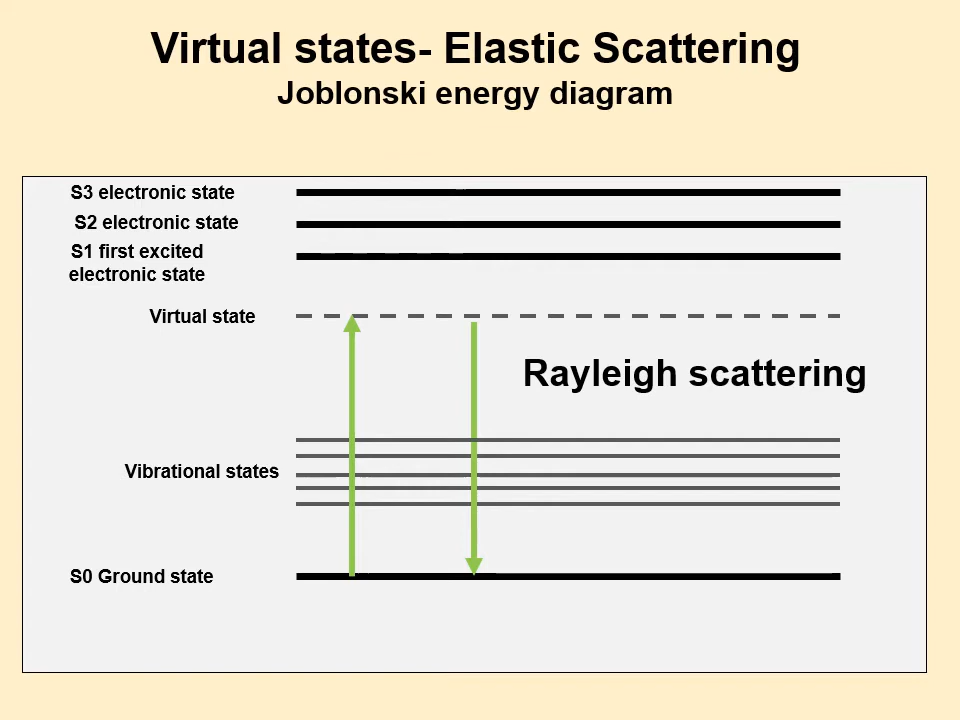 Virtual states- Elastic Scattering
Joblonski energy diagram
S3 electronic state
S2 electronic state
S1 first excited
electronic state
Virtual state
Rayleigh scattering
Vibrational states
S0 Ground state